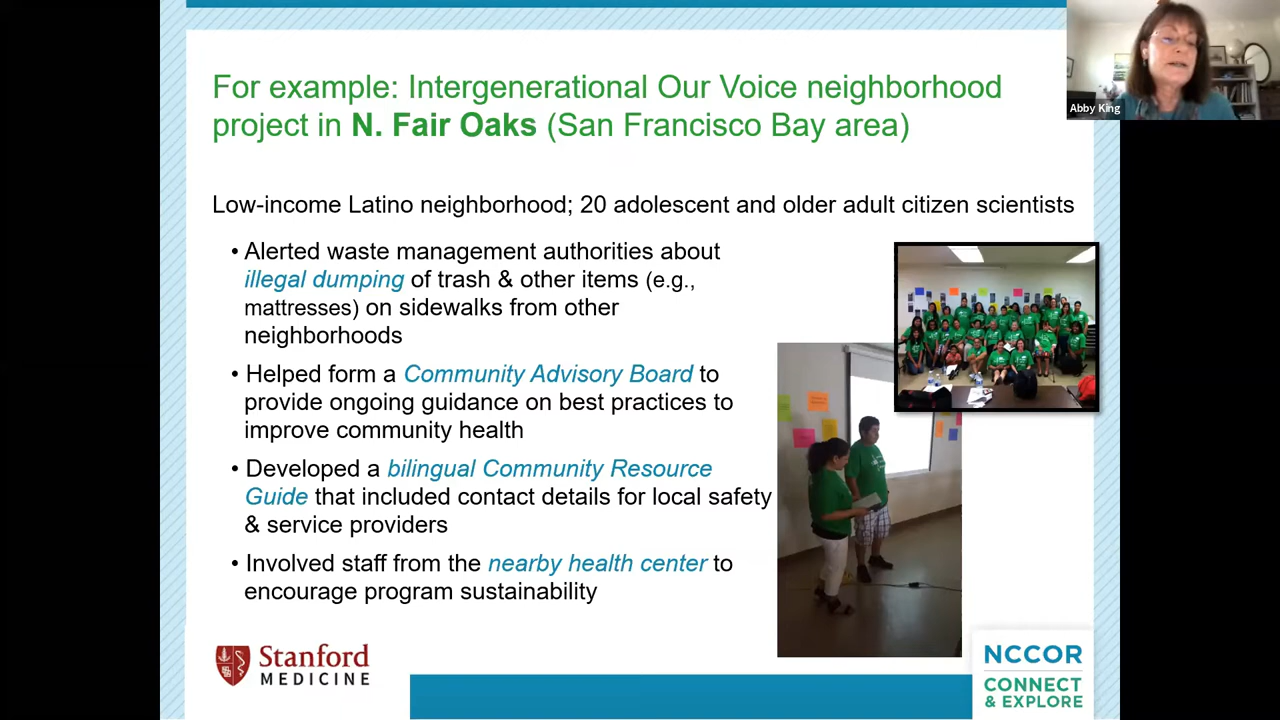 For example: Intergenerational Our Voice neighborhood
project in N. Fair Oaks (San Francisco Bay area)
Abby King
Low-income Latino neighborhood; 20 adolescent and older adult citizen scientists
• Alerted waste management authorities about
illegal dumping of trash & other items (e.g.,
mattresses) on sidewalks from other
neighborhoods
• Helped form a Community Advisory Board to
provide ongoing guidance on best practices to
improve community health
• Developed a bilingual Community Resource
Guide that included contact details for local safety
& service providers
• Involved staff from the nearby health center to
encourage program sustainability
Stanford
MEDICINE
NCCOR
CONNECT
& EXPLORE